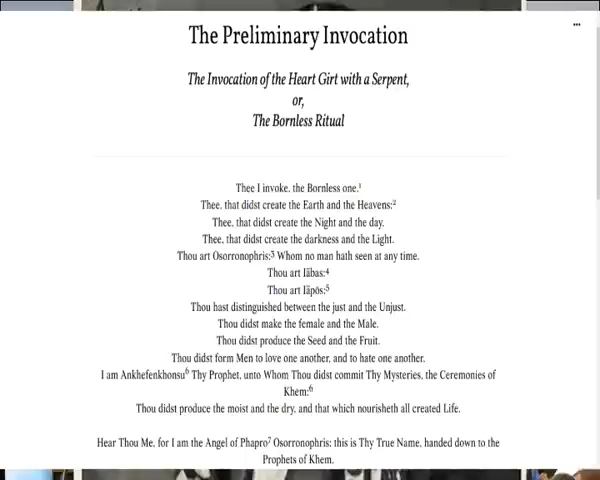 The Preliminary Invocation
The Invocation of the Heart Girt with a Serpent,
or,
The Bornless Ritual
Thee I invoke, the Bornless one.¹
Thee, that didst create the Earth and the Heavens:²
Thee, that didst create the Night and the day.
Thee, that didst create the darkness and the Light.
Thou art Osorronophris:³ Whom no man hath seen at any time.
Thou art Iäbas:⁴
Thou art Iäpōs:⁵
Thou hast distinguished between the just and the Unjust.
Thou didst make the female and the Male.
Thou didst produce the Seed and the Fruit.
Thou didst form Men to love one another, and to hate one another.
I am Ankhefenkhonsu⁶ Thy Prophet, unto Whom Thou didst commit Thy Mysteries, the Ceremonies of
Khem:⁶
Thou didst produce the moist and the dry, and that which nourisheth all created Life.
Hear Thou Me, for I am the Angel of Phapro⁷ Osorronophris: this is Thy True Name, handed down to the
Prophets of Khem.